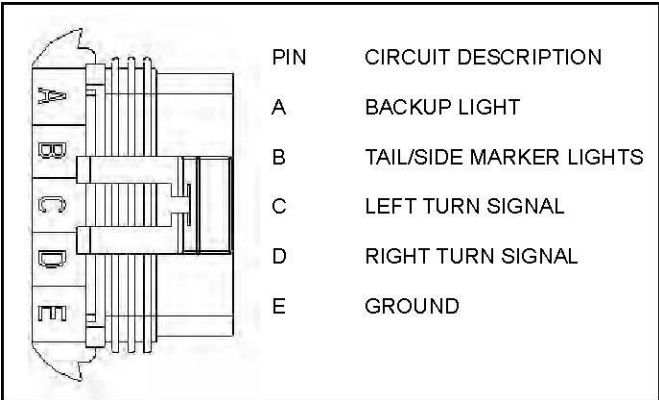 PIN CIRCUIT DESCRIPTION
A BACKUP LIGHT
B TAIL/SIDE MARKER LIGHTS
C LEFT TURN SIGNAL
D RIGHT TURN SIGNAL
E GROUND
A
B
C
D
E